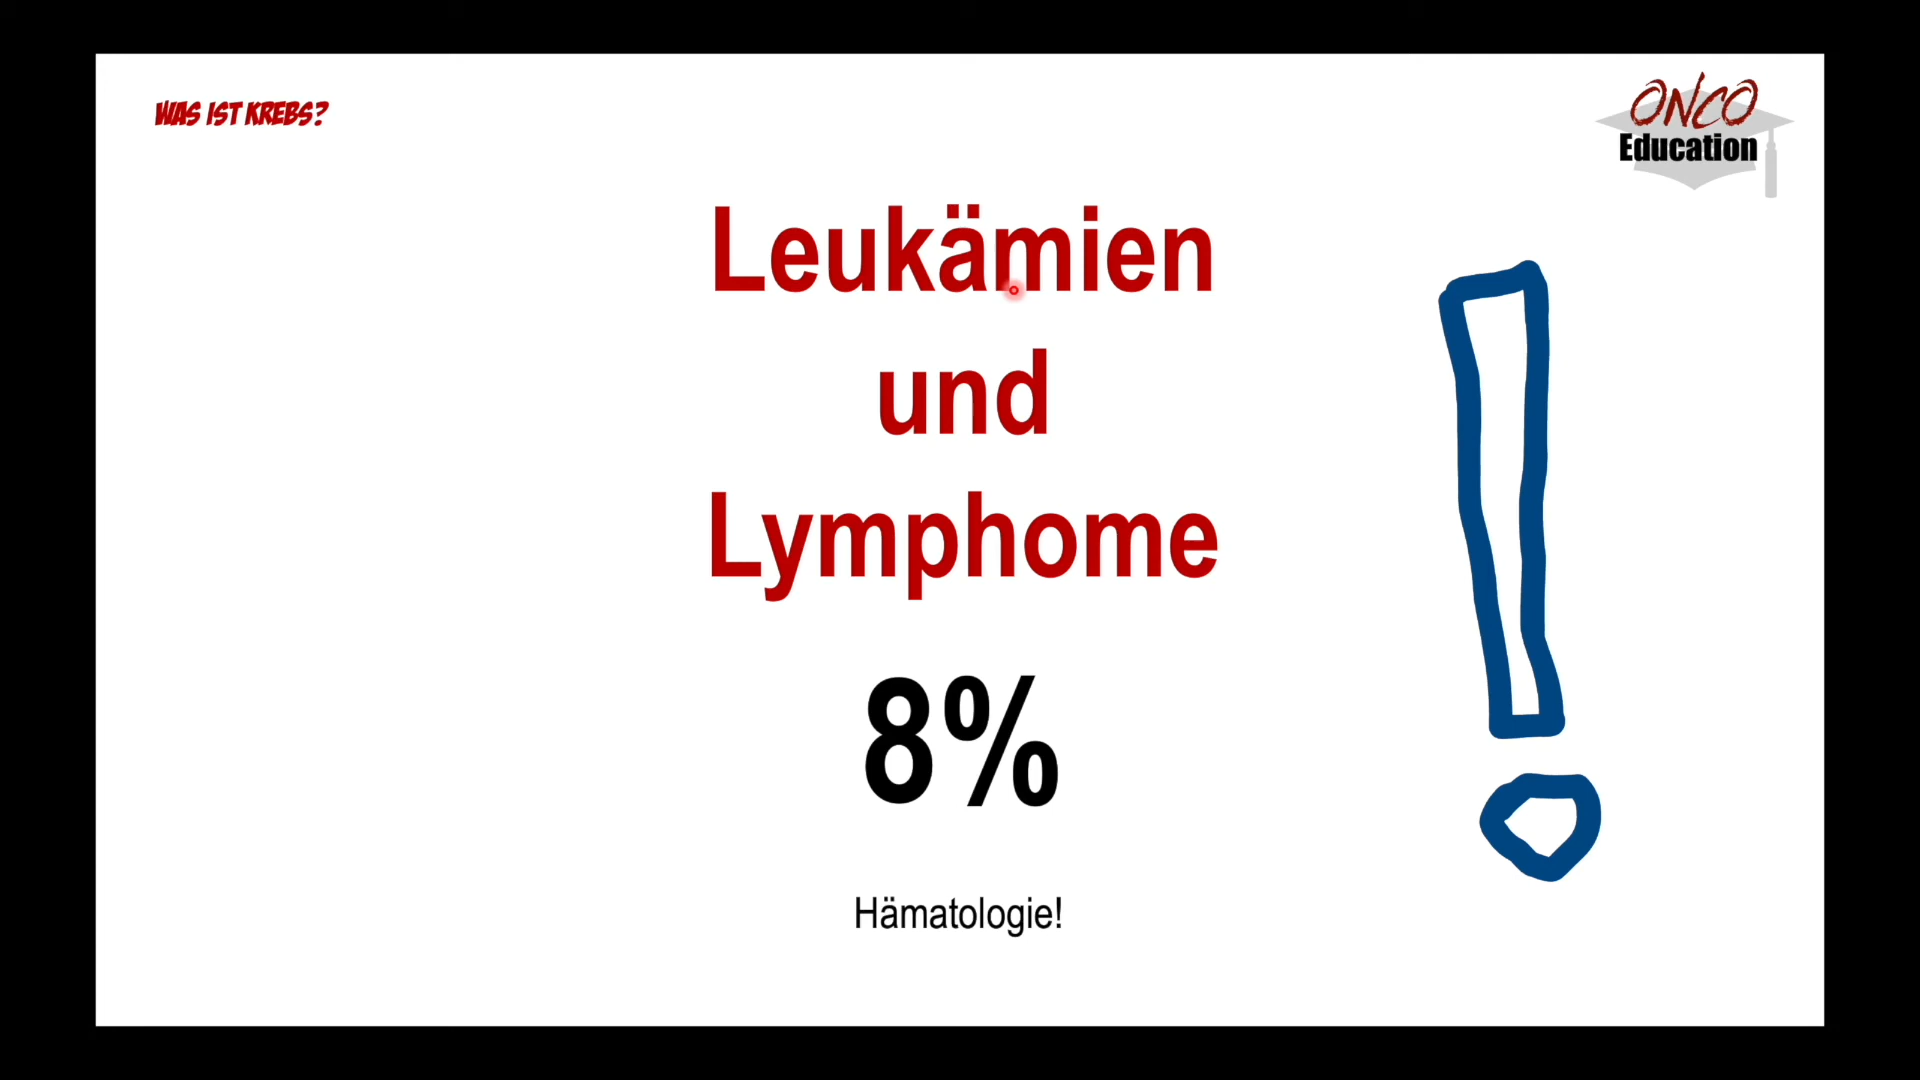 WAS IST KREBS?
ONCO
Education
Leukämien
und
Lymphome
8%
Hämatologie!